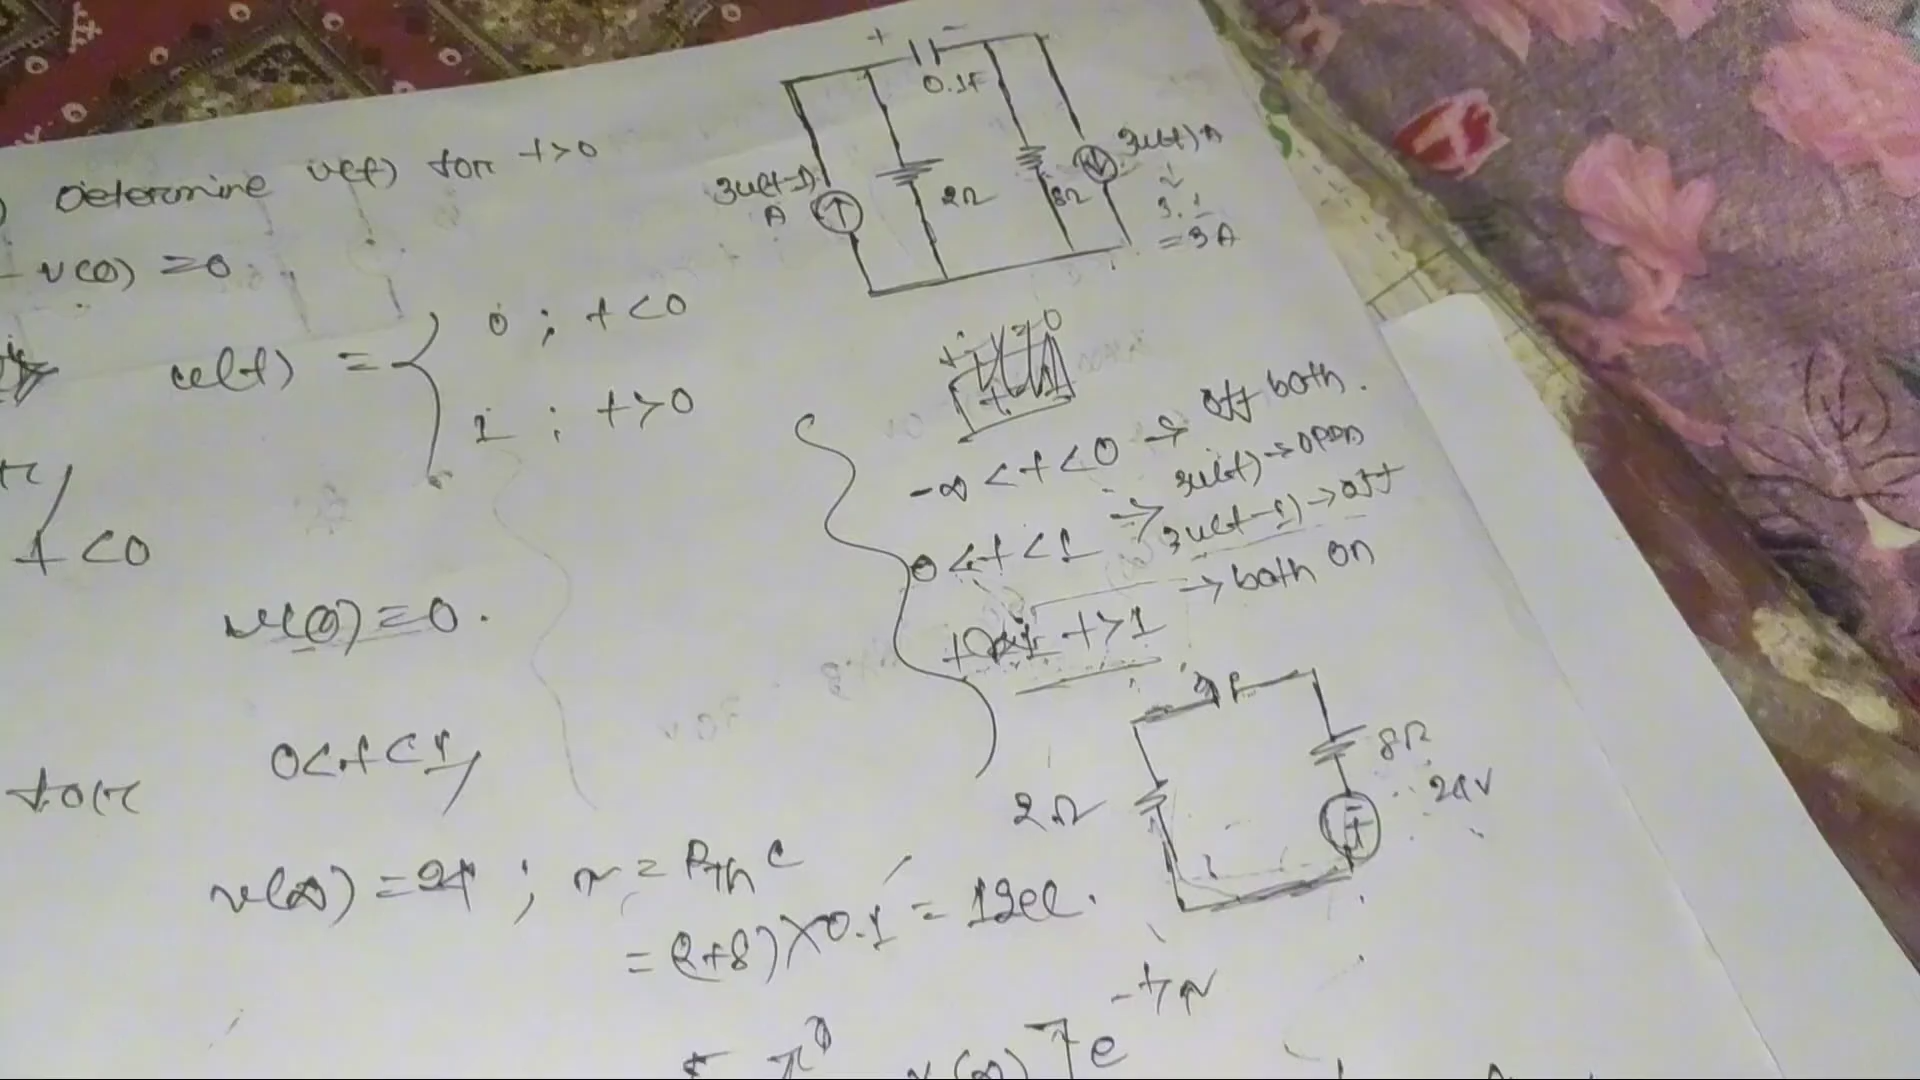 Determine v(t) for t>0
v(0) = 0
+ -
0.1F
3u(t-1)
A
2Ω
8Ω
3u(t) A
↓
3.1
= 3A
u(t) = { 0 ; t<0
1 ; t>0
-∞ < t < 0 → off both.
0 < t < 1 → 3u(t) → open
3u(t-1) → off
t>1 → both on
t<0
v(0) = 0.
for 0<t<1,
2Ω
8Ω
24V
v(∞) = 24 ; τ = RTh C
= (2+8)×0.1 = 1 sec.
v(∞)] e^-t/τ